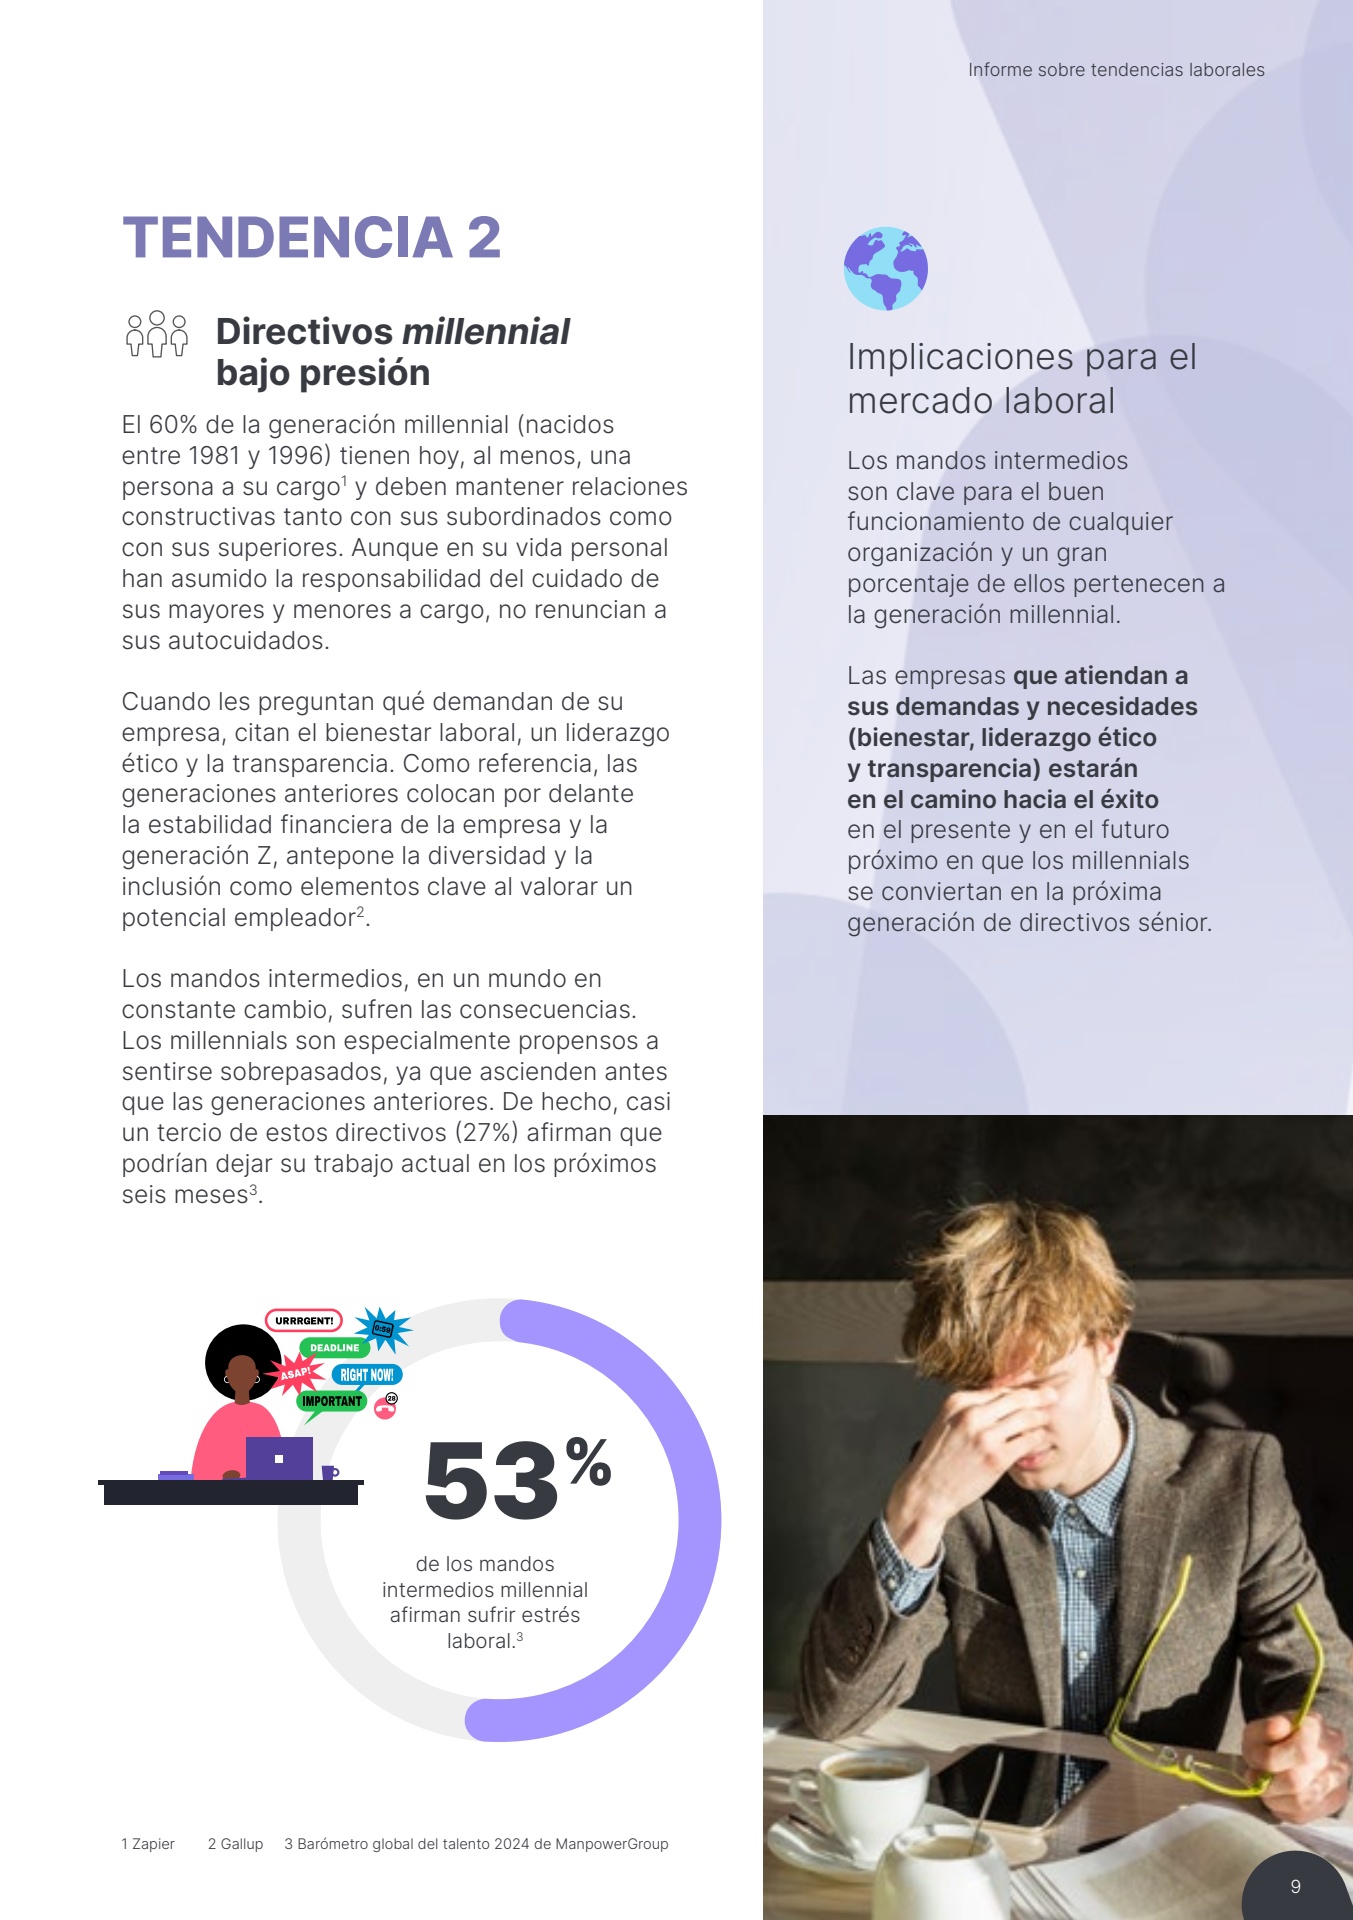 Informe sobre tendencias laborales
TENDENCIA 2
Directivos millennial
bajo presión
El 60% de la generación millennial (nacidos
entre 1981 y 1996) tienen hoy, al menos, una
persona a su cargo1 y deben mantener relaciones
constructivas tanto con sus subordinados como
con sus superiores. Aunque en su vida personal
han asumido la responsabilidad del cuidado de
sus mayores y menores a cargo, no renuncian a
sus autocuidados.
Cuando les preguntan qué demandan de su
empresa, citan el bienestar laboral, un liderazgo
ético y la transparencia. Como referencia, las
generaciones anteriores colocan por delante
la estabilidad financiera de la empresa y la
generación Z, antepone la diversidad y la
inclusión como elementos clave al valorar un
potencial empleador2.
Los mandos intermedios, en un mundo en
constante cambio, sufren las consecuencias.
Los millennials son especialmente propensos a
sentirse sobrepasados, ya que ascienden antes
que las generaciones anteriores. De hecho, casi
un tercio de estos directivos (27%) afirman que
podrían dejar su trabajo actual en los próximos
seis meses3.
URRRGENT!
0:59
DEADLINE
ASAP!
RIGHT NOW!
IMPORTANT
28
53%
de los mandos
intermedios millennial
afirman sufrir estrés
laboral.3
1 Zapier 2 Gallup 3 Barómetro global del talento 2024 de ManpowerGroup
Implicaciones para el
mercado laboral
Los mandos intermedios
son clave para el buen
funcionamiento de cualquier
organización y un gran
porcentaje de ellos pertenecen a
la generación millennial.
Las empresas que atiendan a
sus demandas y necesidades
(bienestar, liderazgo ético
y transparencia) estarán
en el camino hacia el éxito
en el presente y en el futuro
próximo en que los millennials
se conviertan en la próxima
generación de directivos sénior.
9